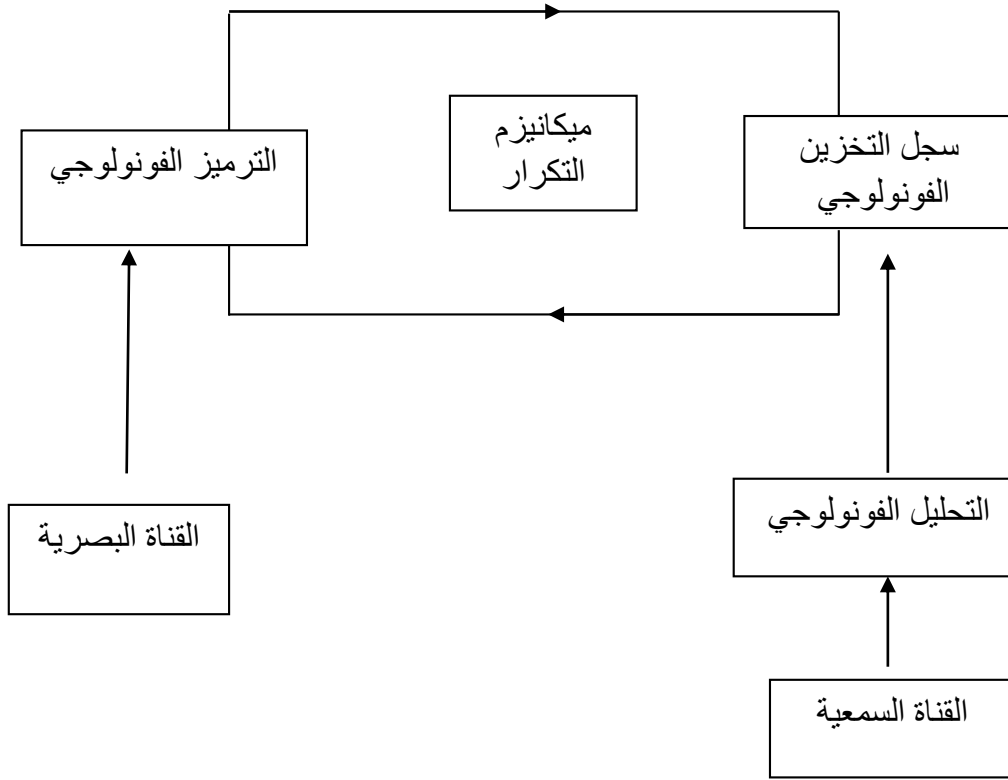 ميكانيزم
التكرار
سجل التخزين
الفونولوجي
الترميز الفونولوجي
التحليل الفونولوجي
القناة البصرية
القناة السمعية